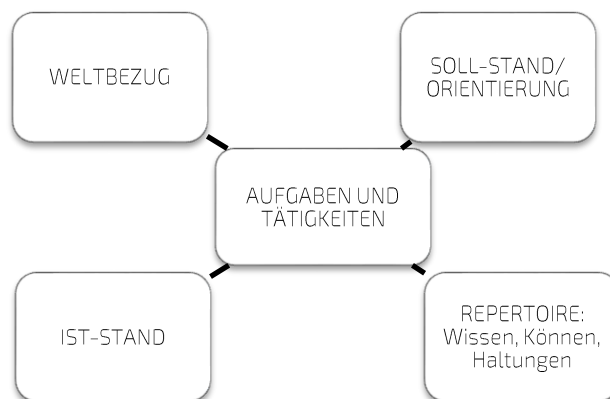 WELTBEZUG
SOLL-STAND/
ORIENTIERUNG
AUFGABEN UND
TÄTIGKEITEN
IST-STAND
REPERTOIRE:
Wissen, Können,
Haltungen